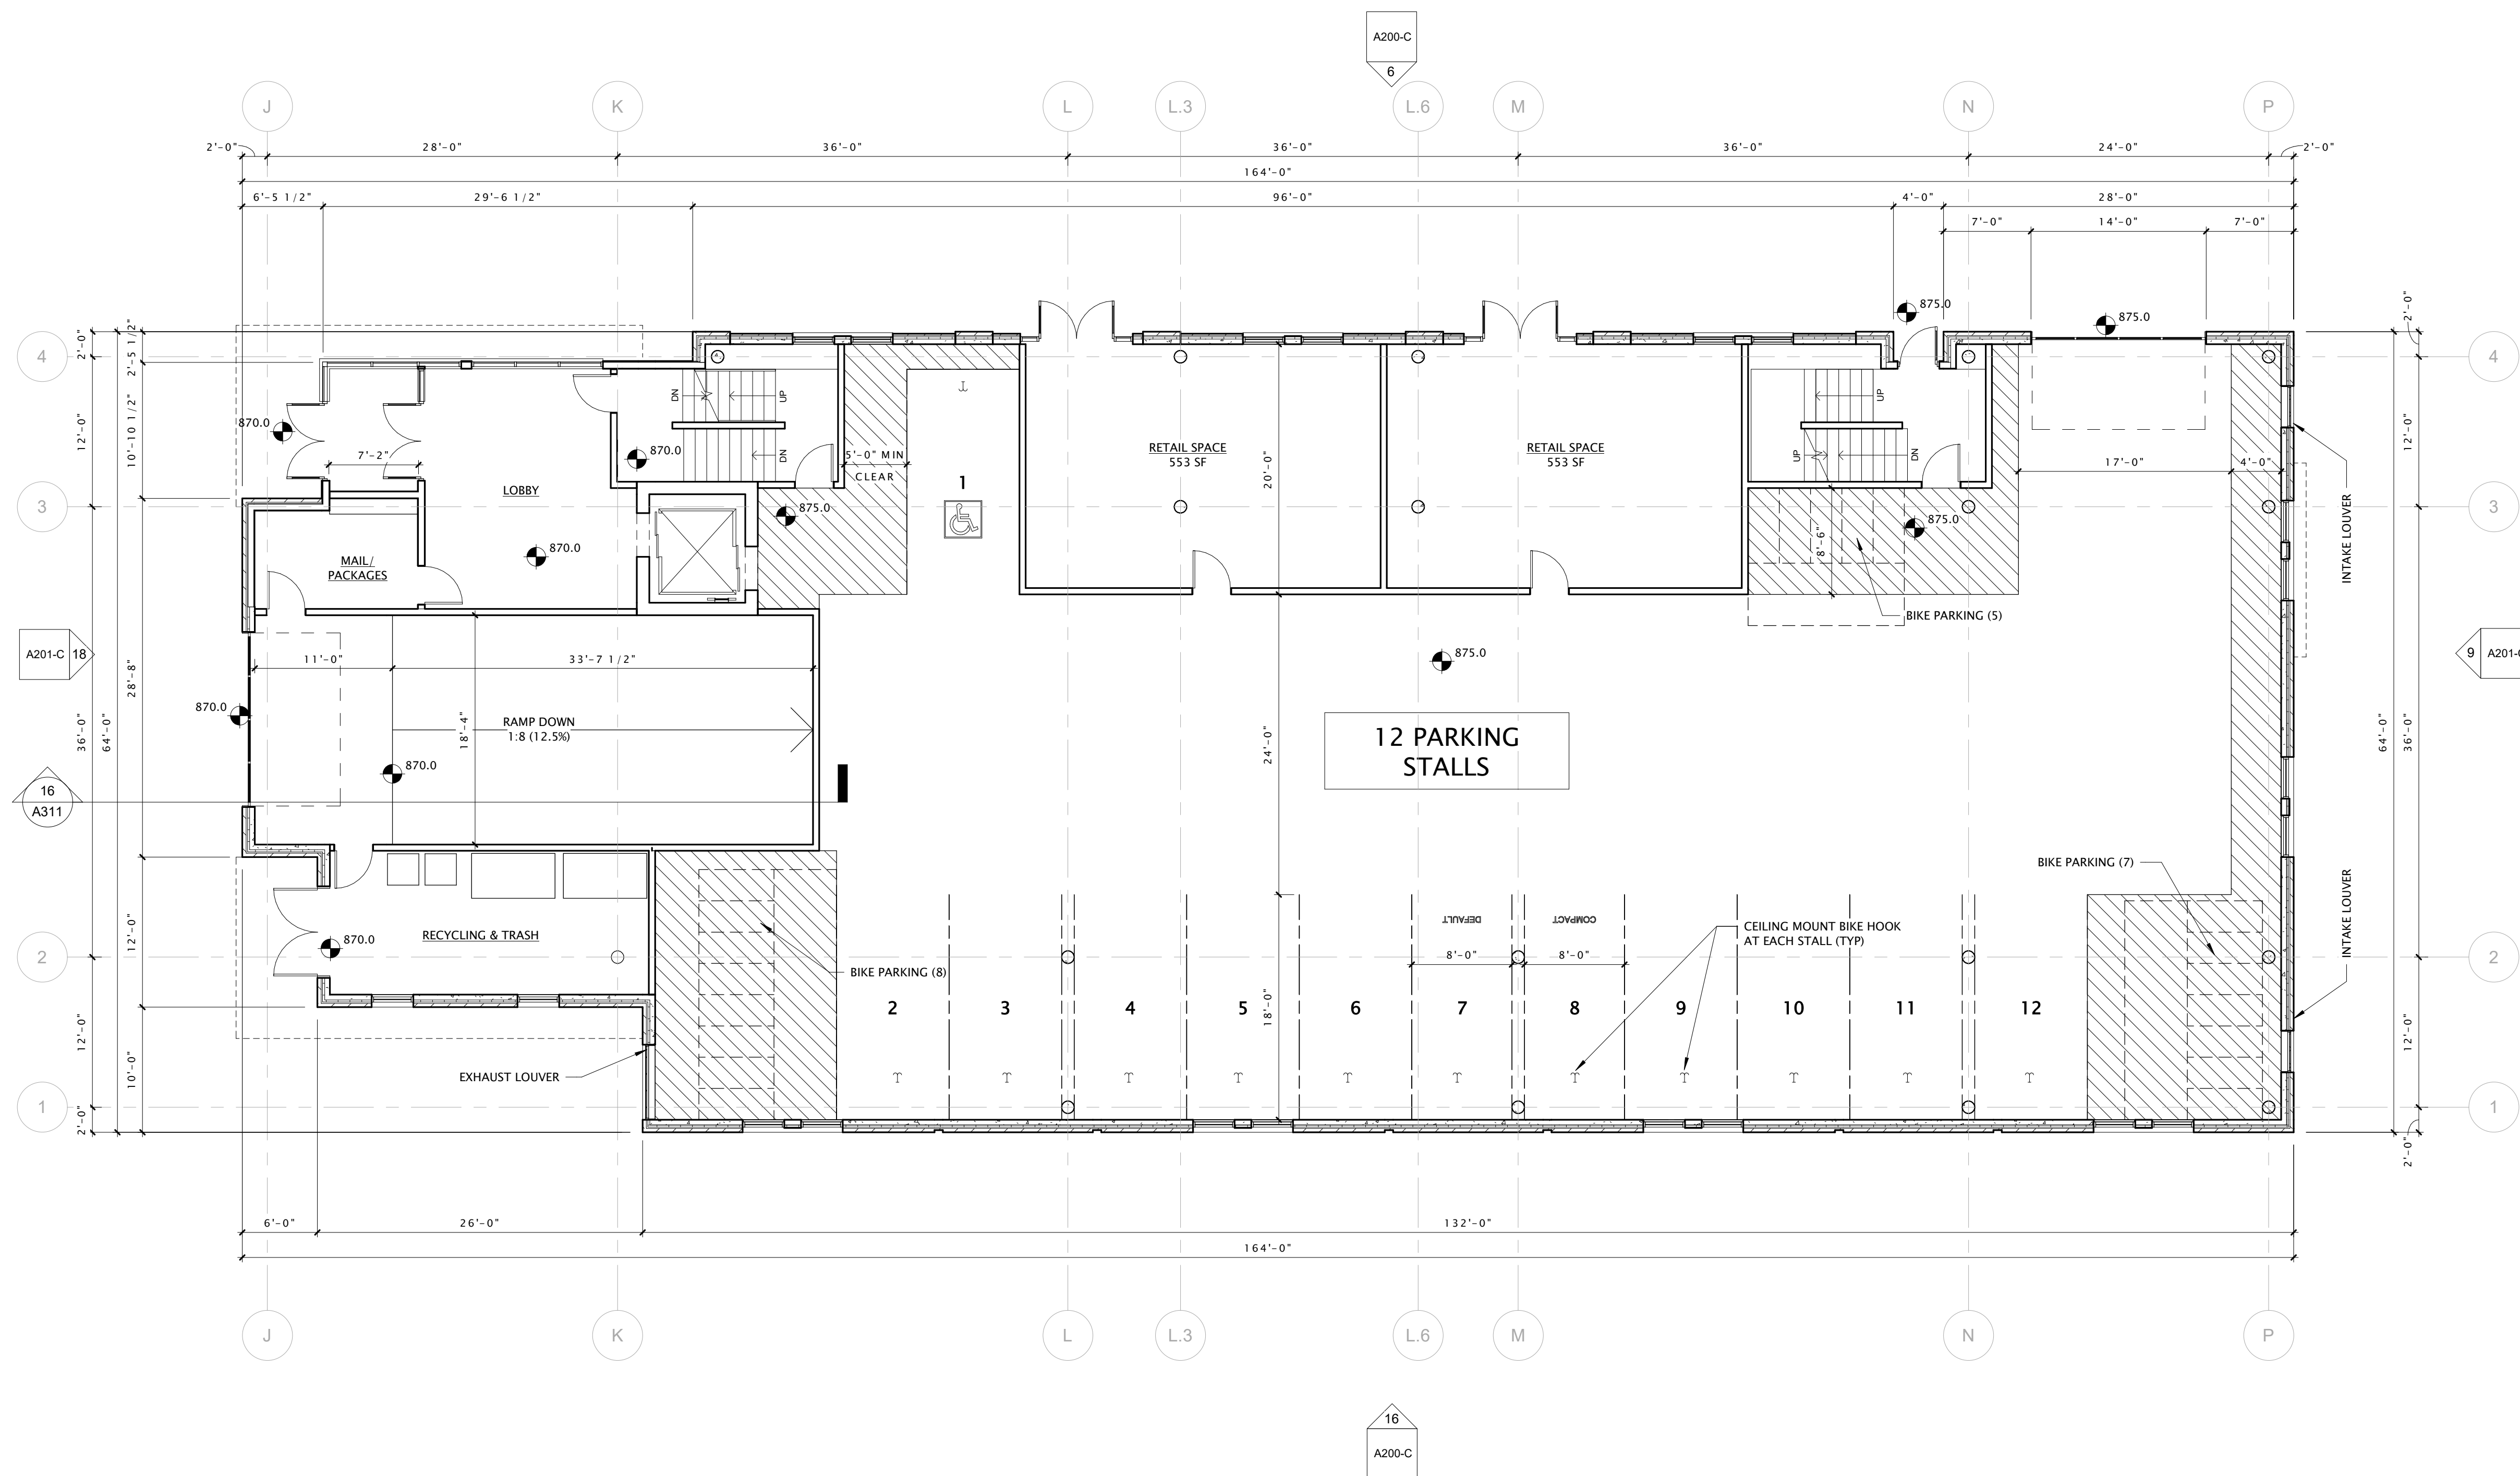 A200-C
6
J
K
L
L.3
L.6
M
N
P
2'-0"
28'-0"
36'-0"
36'-0"
36'-0"
24'-0"
2'-0"
164'-0"
6'-5 1/2"
29'-6 1/2"
96'-0"
4'-0"
28'-0"
7'-0"
14'-0"
7'-0"
2'-0"
2'-5 1/2"
875.0
875.0
2'-0"
4
4
DN
UP
UP
12'-0"
10'-10 1/2"
870.0
870.0
7'-2"
5'-0" MIN
CLEAR
RETAIL SPACE
553 SF
RETAIL SPACE
553 SF
20'-0"
DN
UP
DN
17'-0"
4'-0"
12'-0"
LOBBY
1
3
3
875.0
875.0
8'-6"
INTAKE LOUVER
870.0
MAIL/
PACKAGES
BIKE PARKING (5)
A201-C
18
11'-0"
33'-7 1/2"
875.0
9
A201-C
28'-8"
870.0
36'-0"
64'-0"
RAMP DOWN
1:8 (12.5%)
18'-4"
24'-0"
12 PARKING
STALLS
64'-0"
36'-0"
870.0
16
A311
BIKE PARKING (7)
INTAKE LOUVER
DEFAULT
COMPACT
12'-0"
RECYCLING & TRASH
870.0
CEILING MOUNT BIKE HOOK
AT EACH STALL (TYP)
2
2
8'-0"
8'-0"
BIKE PARKING (8)
2
3
4
5
6
7
8
9
10
11
12
18'-0"
12'-0"
10'-0"
12'-0"
EXHAUST LOUVER
1
1
2'-0"
2'-0"
6'-0"
26'-0"
132'-0"
164'-0"
J
K
L
L.3
L.6
M
N
P
16
A200-C